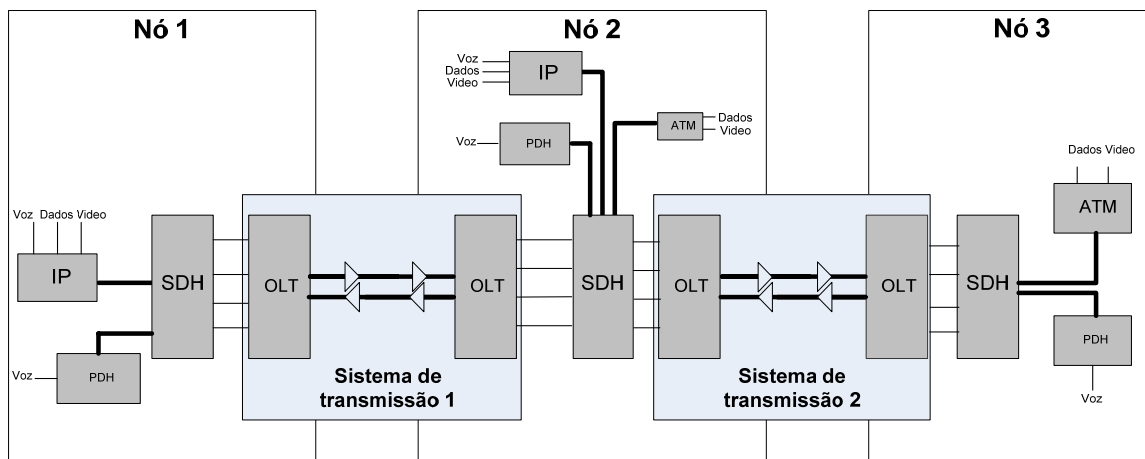 Nó 1
Nó 2
Nó 3
Voz
Dados
Video
IP
ATM
Dados
Video
Voz
PDH
Dados Video
ATM
Voz Dados Video
IP
SDH
OLT
OLT
SDH
OLT
OLT
SDH
PDH
Voz
PDH
Voz
Sistema de
transmissão 1
Sistema de
transmissão 2